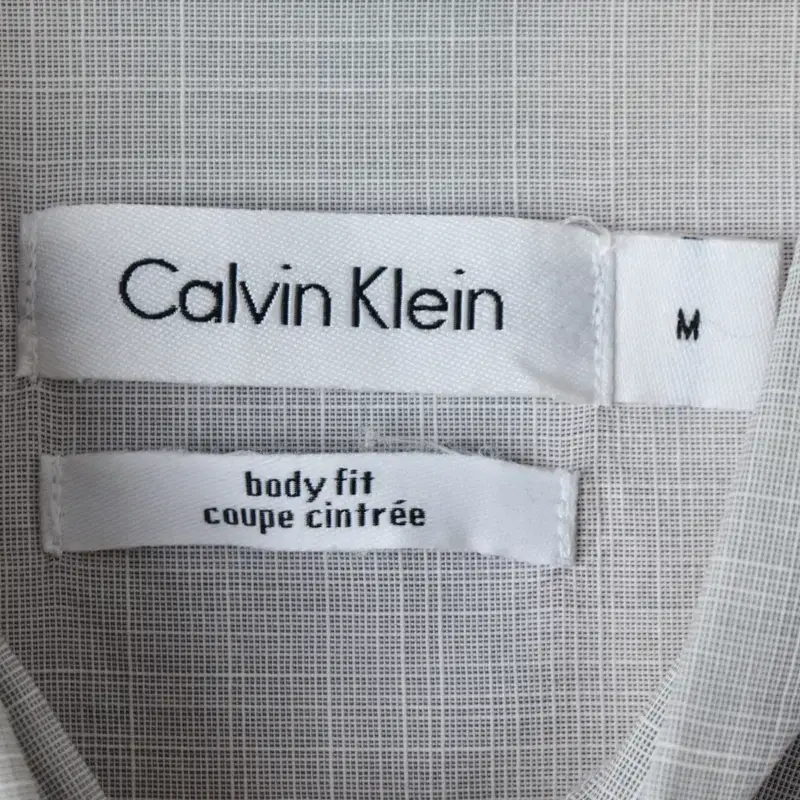 Calvin Klein
M
body fit
coupe cintrée